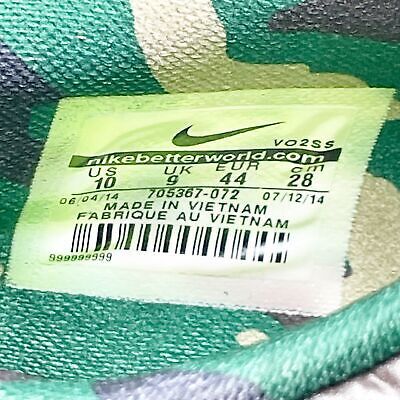 VO2S5
nikebetterworld.com
US UK EUR cm
10 9 44 28
06/04/14 705367-072 07/12/14
MADE IN VIETNAM
FABRIQUE AU VIETNAM
999999999